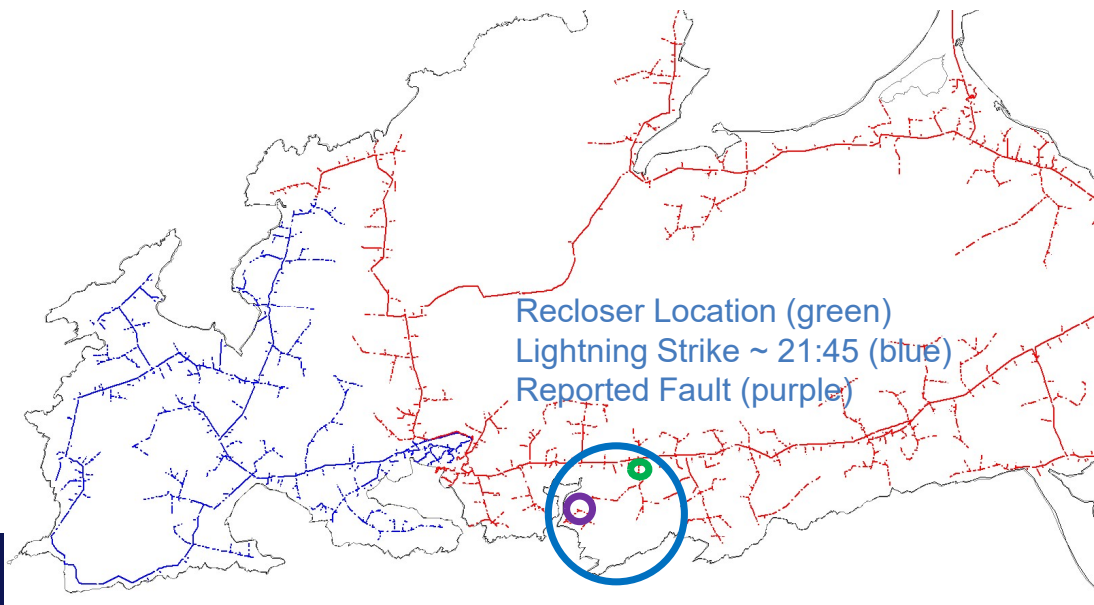 Recloser Location (green)
Lightning Strike ~ 21:45 (blue)
Reported Fault (purple)